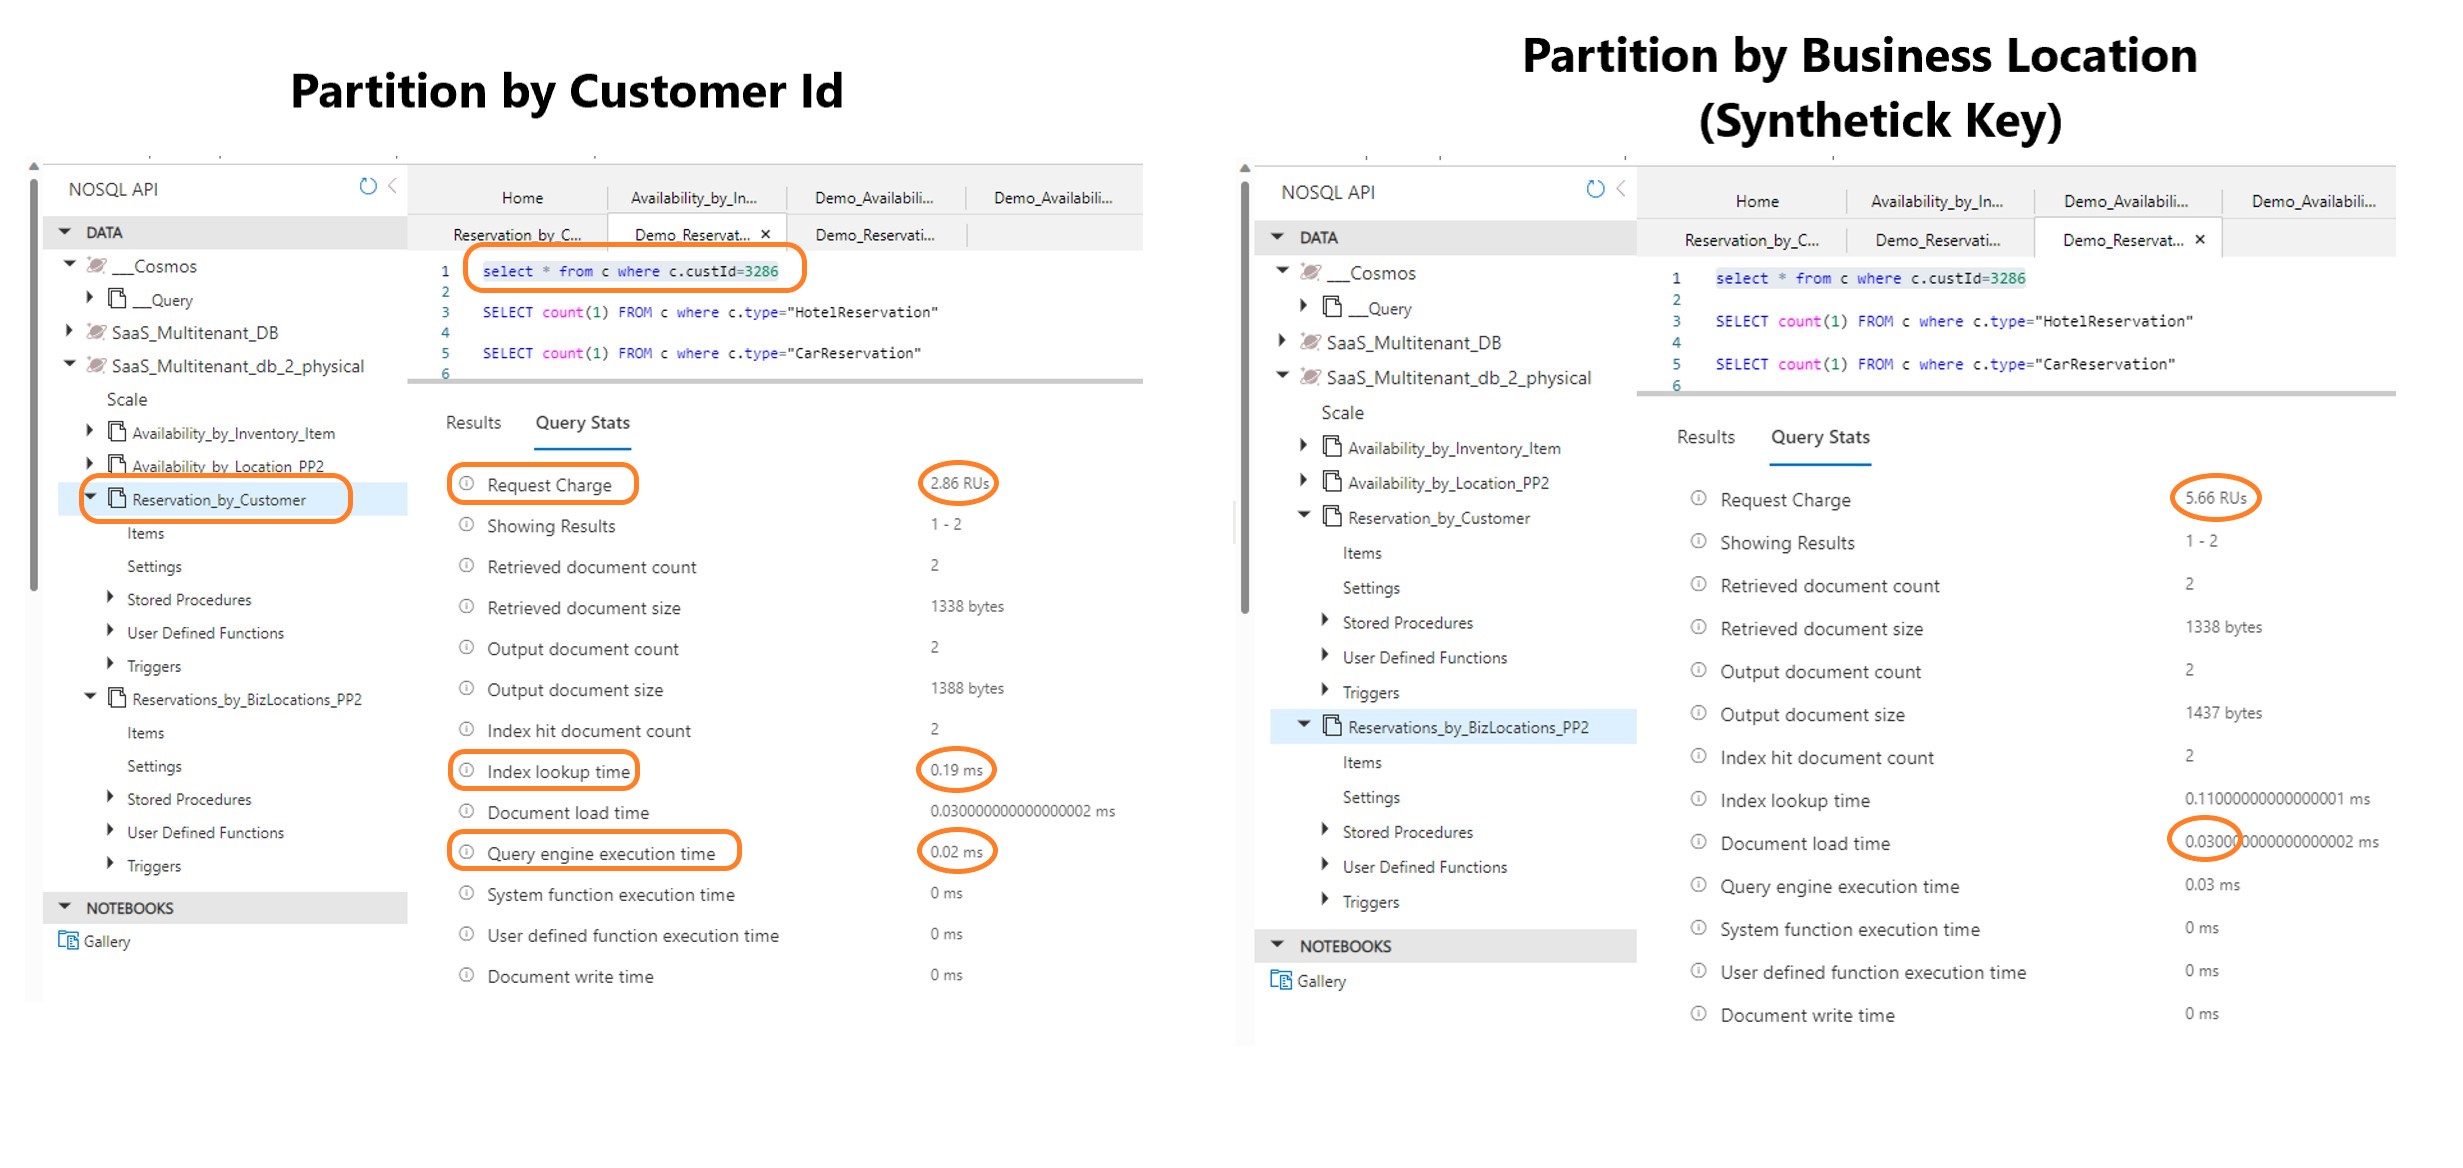 Partition by Customer Id
NOSQL API
DATA
___Cosmos
__Query
SaaS_Multitenant_DB
SaaS_Multitenant_db_2_physical
Scale
Availability_by_Inventory_Item
Availability_by_Location_PP2
Reservation_by_Customer
Items
Settings
Stored Procedures
User Defined Functions
Triggers
Reservations_by_BizLocations_PP2
Items
Settings
Stored Procedures
User Defined Functions
Triggers
NOTEBOOKS
Gallery
Home Availability_by_In... Demo_Availabili... Demo_Availabili...
Reservation_by_C... Demo_Reservat... ×
Demo_Reservati...
1 select * from c where c.custId=3286
2
3 SELECT count(1) FROM c where c.type="HotelReservation"
4
5 SELECT count(1) FROM c where c.type="CarReservation"
6
Results Query Stats
Request Charge 2.86 RUs
Showing Results 1 - 2
Retrieved document count 2
Retrieved document size 1338 bytes
Output document count 2
Output document size 1388 bytes
Index hit document count 2
Index lookup time 0.19 ms
Document load time 0.030000000000000002 ms
Query engine execution time 0.02 ms
System function execution time 0 ms
User defined function execution time 0 ms
Document write time 0 ms
Partition by Business Location
(Synthetick Key)
NOSQL API
DATA
___Cosmos
__Query
SaaS_Multitenant_DB
SaaS_Multitenant_db_2_physical
Scale
Availability_by_Inventory_Item
Availability_by_Location_PP2
Reservation_by_Customer
Items
Settings
Stored Procedures
User Defined Functions
Triggers
Reservations_by_BizLocations_PP2
Items
Settings
Stored Procedures
User Defined Functions
Triggers
NOTEBOOKS
Gallery
Home Availability_by_In... Demo_Availabili... Demo_Availabili...
Reservation_by_C... Demo_Reservati... Demo_Reservat... ×
1 select * from c where c.custId=3286
2
3 SELECT count(1) FROM c where c.type="HotelReservation"
4
5 SELECT count(1) FROM c where c.type="CarReservation"
6
Results Query Stats
Request Charge 5.66 RUs
Showing Results 1 - 2
Retrieved document count 2
Retrieved document size 1338 bytes
Output document count 2
Output document size 1437 bytes
Index hit document count 2
Index lookup time 0.11000000000000001 ms
Document load time 0.030000000000000002 ms
Query engine execution time 0.03 ms
System function execution time 0 ms
User defined function execution time 0 ms
Document write time 0 ms